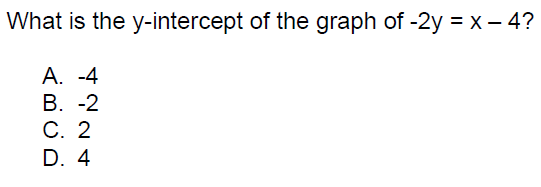 What is the y-intercept of the graph of -2y = x – 4?
A. -4
B. -2
C. 2
D. 4